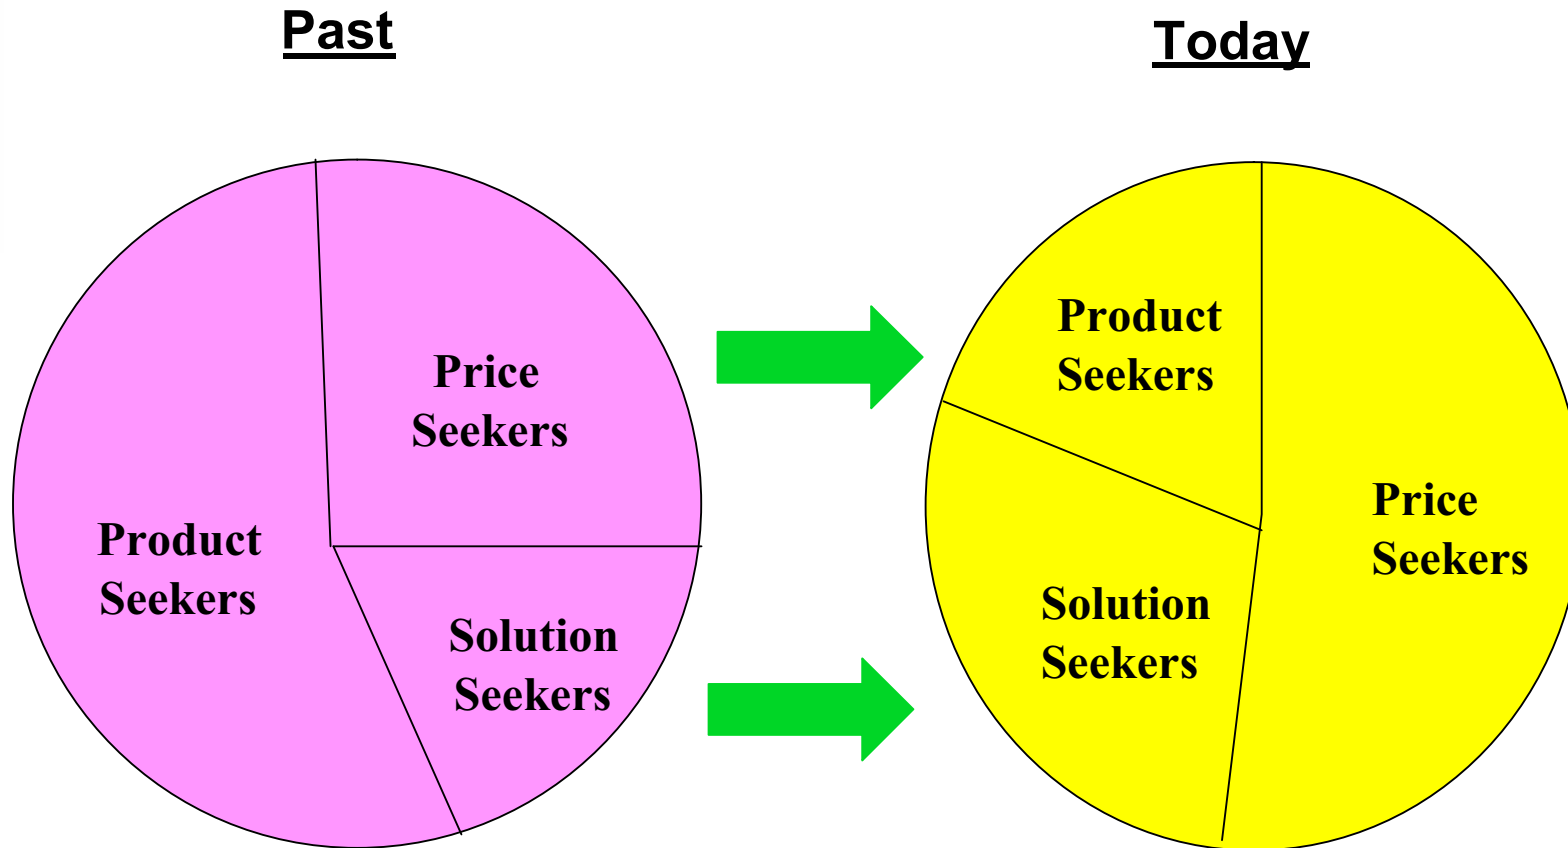 Past
Today
Price
Seekers
Product
Seekers
Solution
Seekers
Product
Seekers
Price
Seekers
Solution
Seekers